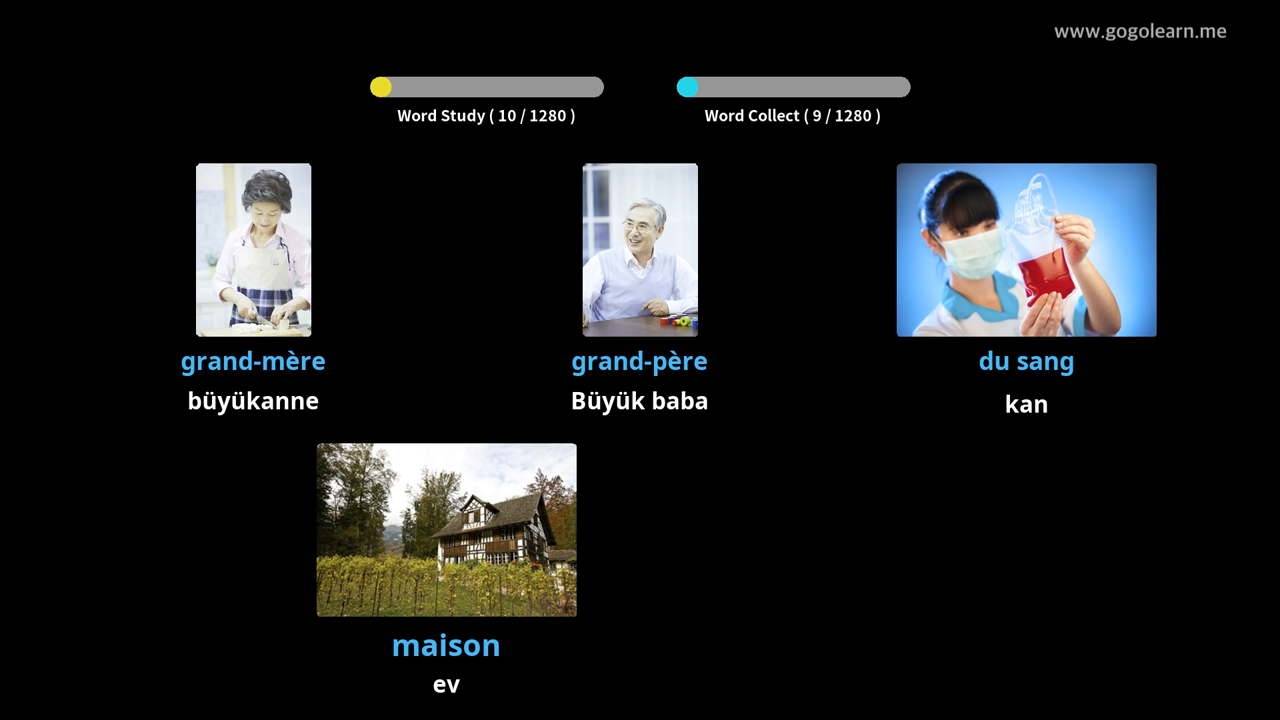 www.gogolearn.me
Word Study ( 10 / 1280 )
Word Collect ( 9 / 1280 )
grand-mère
büyükanne
grand-père
Büyük baba
du sang
kan
maison
ev